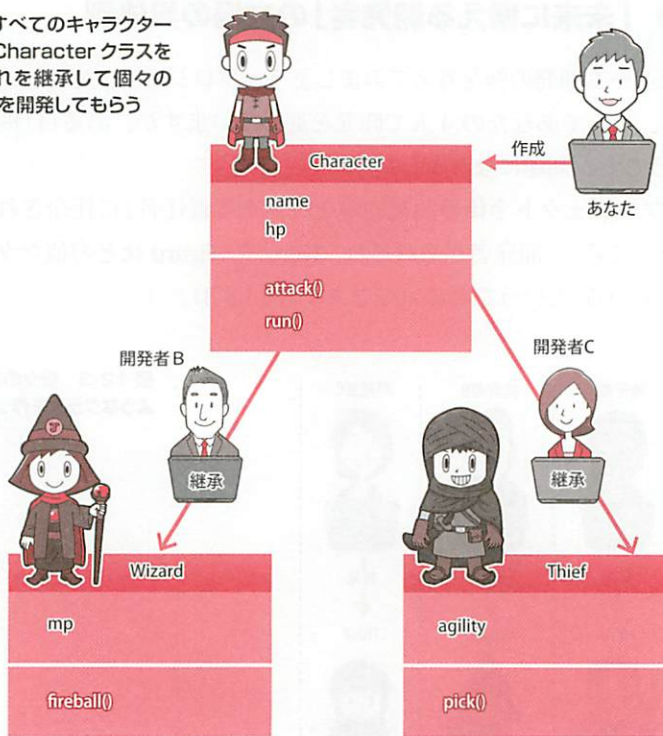 すべてのキャラクター
Character クラスを
れを継承して個々の
を開発してもらう
作成
あなた
Character
name
hp
attack()
run()
開発者B
開発者C
継承
継承
Wizard
Thief
mp
agility
fireball()
pick()